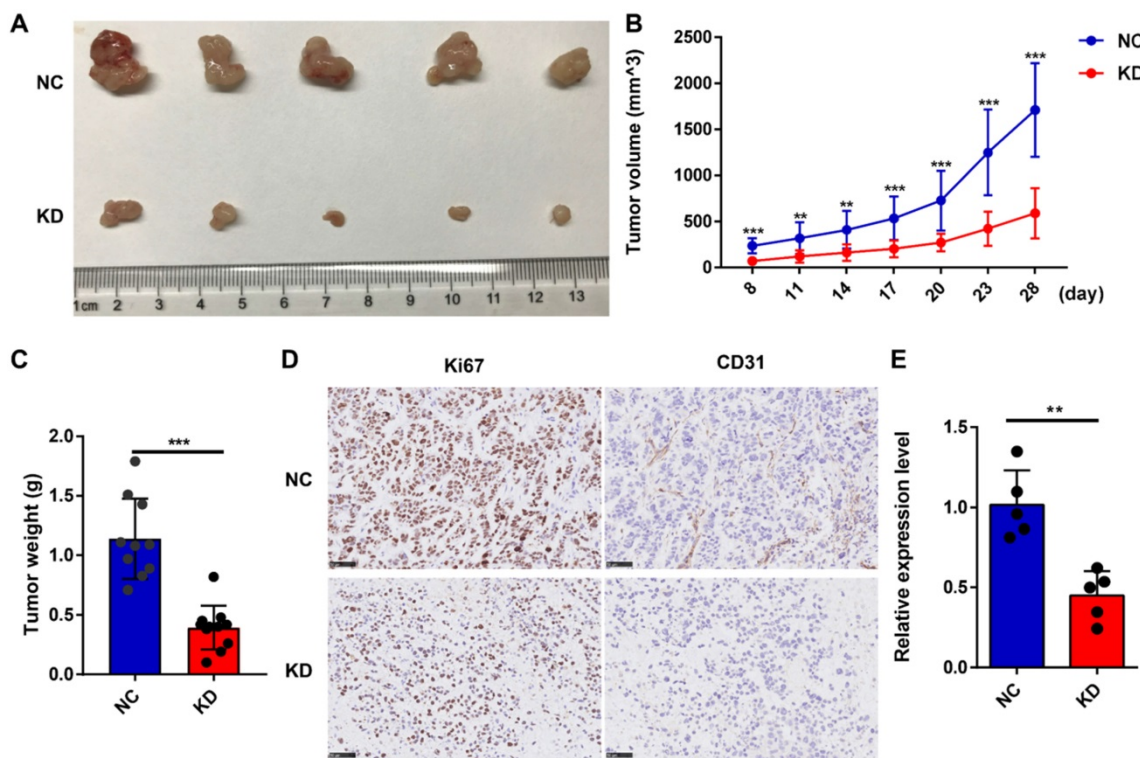 A
NC
KD
1cm 2 3 4 5 6 7 8 9 10 11 12 13
B
Tumor volume (mm^3)
2500
2000
1500
1000
500
0
*** ** ** *** *** *** ***
8 11 14 17 20 23 28 (day)
NC
KD
C
Tumor weight (g)
2.0
1.5
1.0
0.5
0.0
***
NC KD
D
Ki67 CD31
NC
KD
E
Relative expression level
1.5
1.0
0.5
0.0
**
NC KD